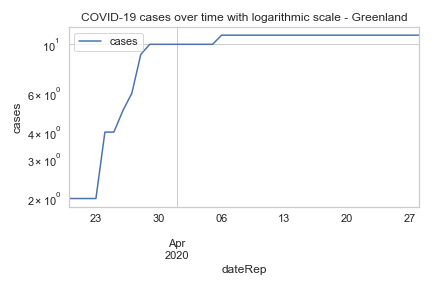 COVID-19 cases over time with logarithmic scale - Greenland
cases
10¹
6 × 10⁰
4 × 10⁰
3 × 10⁰
2 × 10⁰
cases
23 30 06 13 20 27
Apr
2020
dateRep